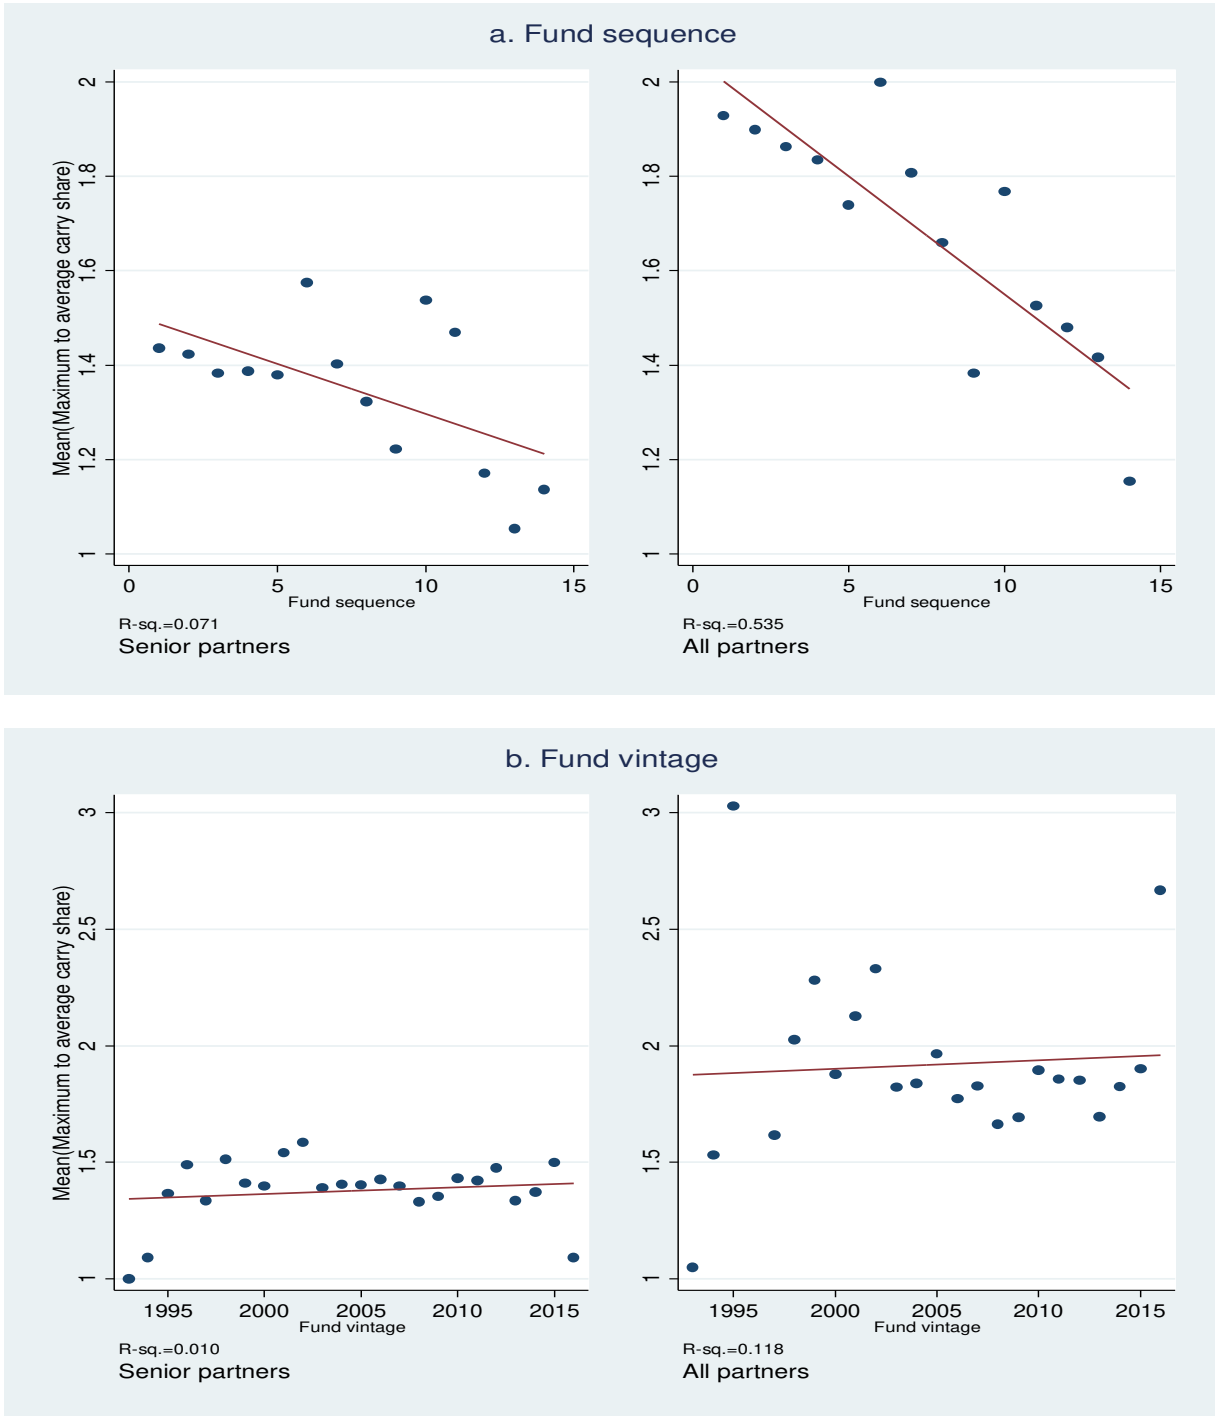 a. Fund sequence
Mean(Maximum to average carry share)
2
1.8
1.6
1.4
1.2
1
0 5 10 15
Fund sequence
R-sq.=0.071
Senior partners
2
1.8
1.6
1.4
1.2
1
0 5 10 15
Fund sequence
R-sq.=0.535
All partners
b. Fund vintage
Mean(Maximum to average carry share)
3
2.5
2
1.5
1
1995 2000 2005 2010 2015
Fund vintage
R-sq.=0.010
Senior partners
3
2.5
2
1.5
1
1995 2000 2005 2010 2015
Fund vintage
R-sq.=0.118
All partners